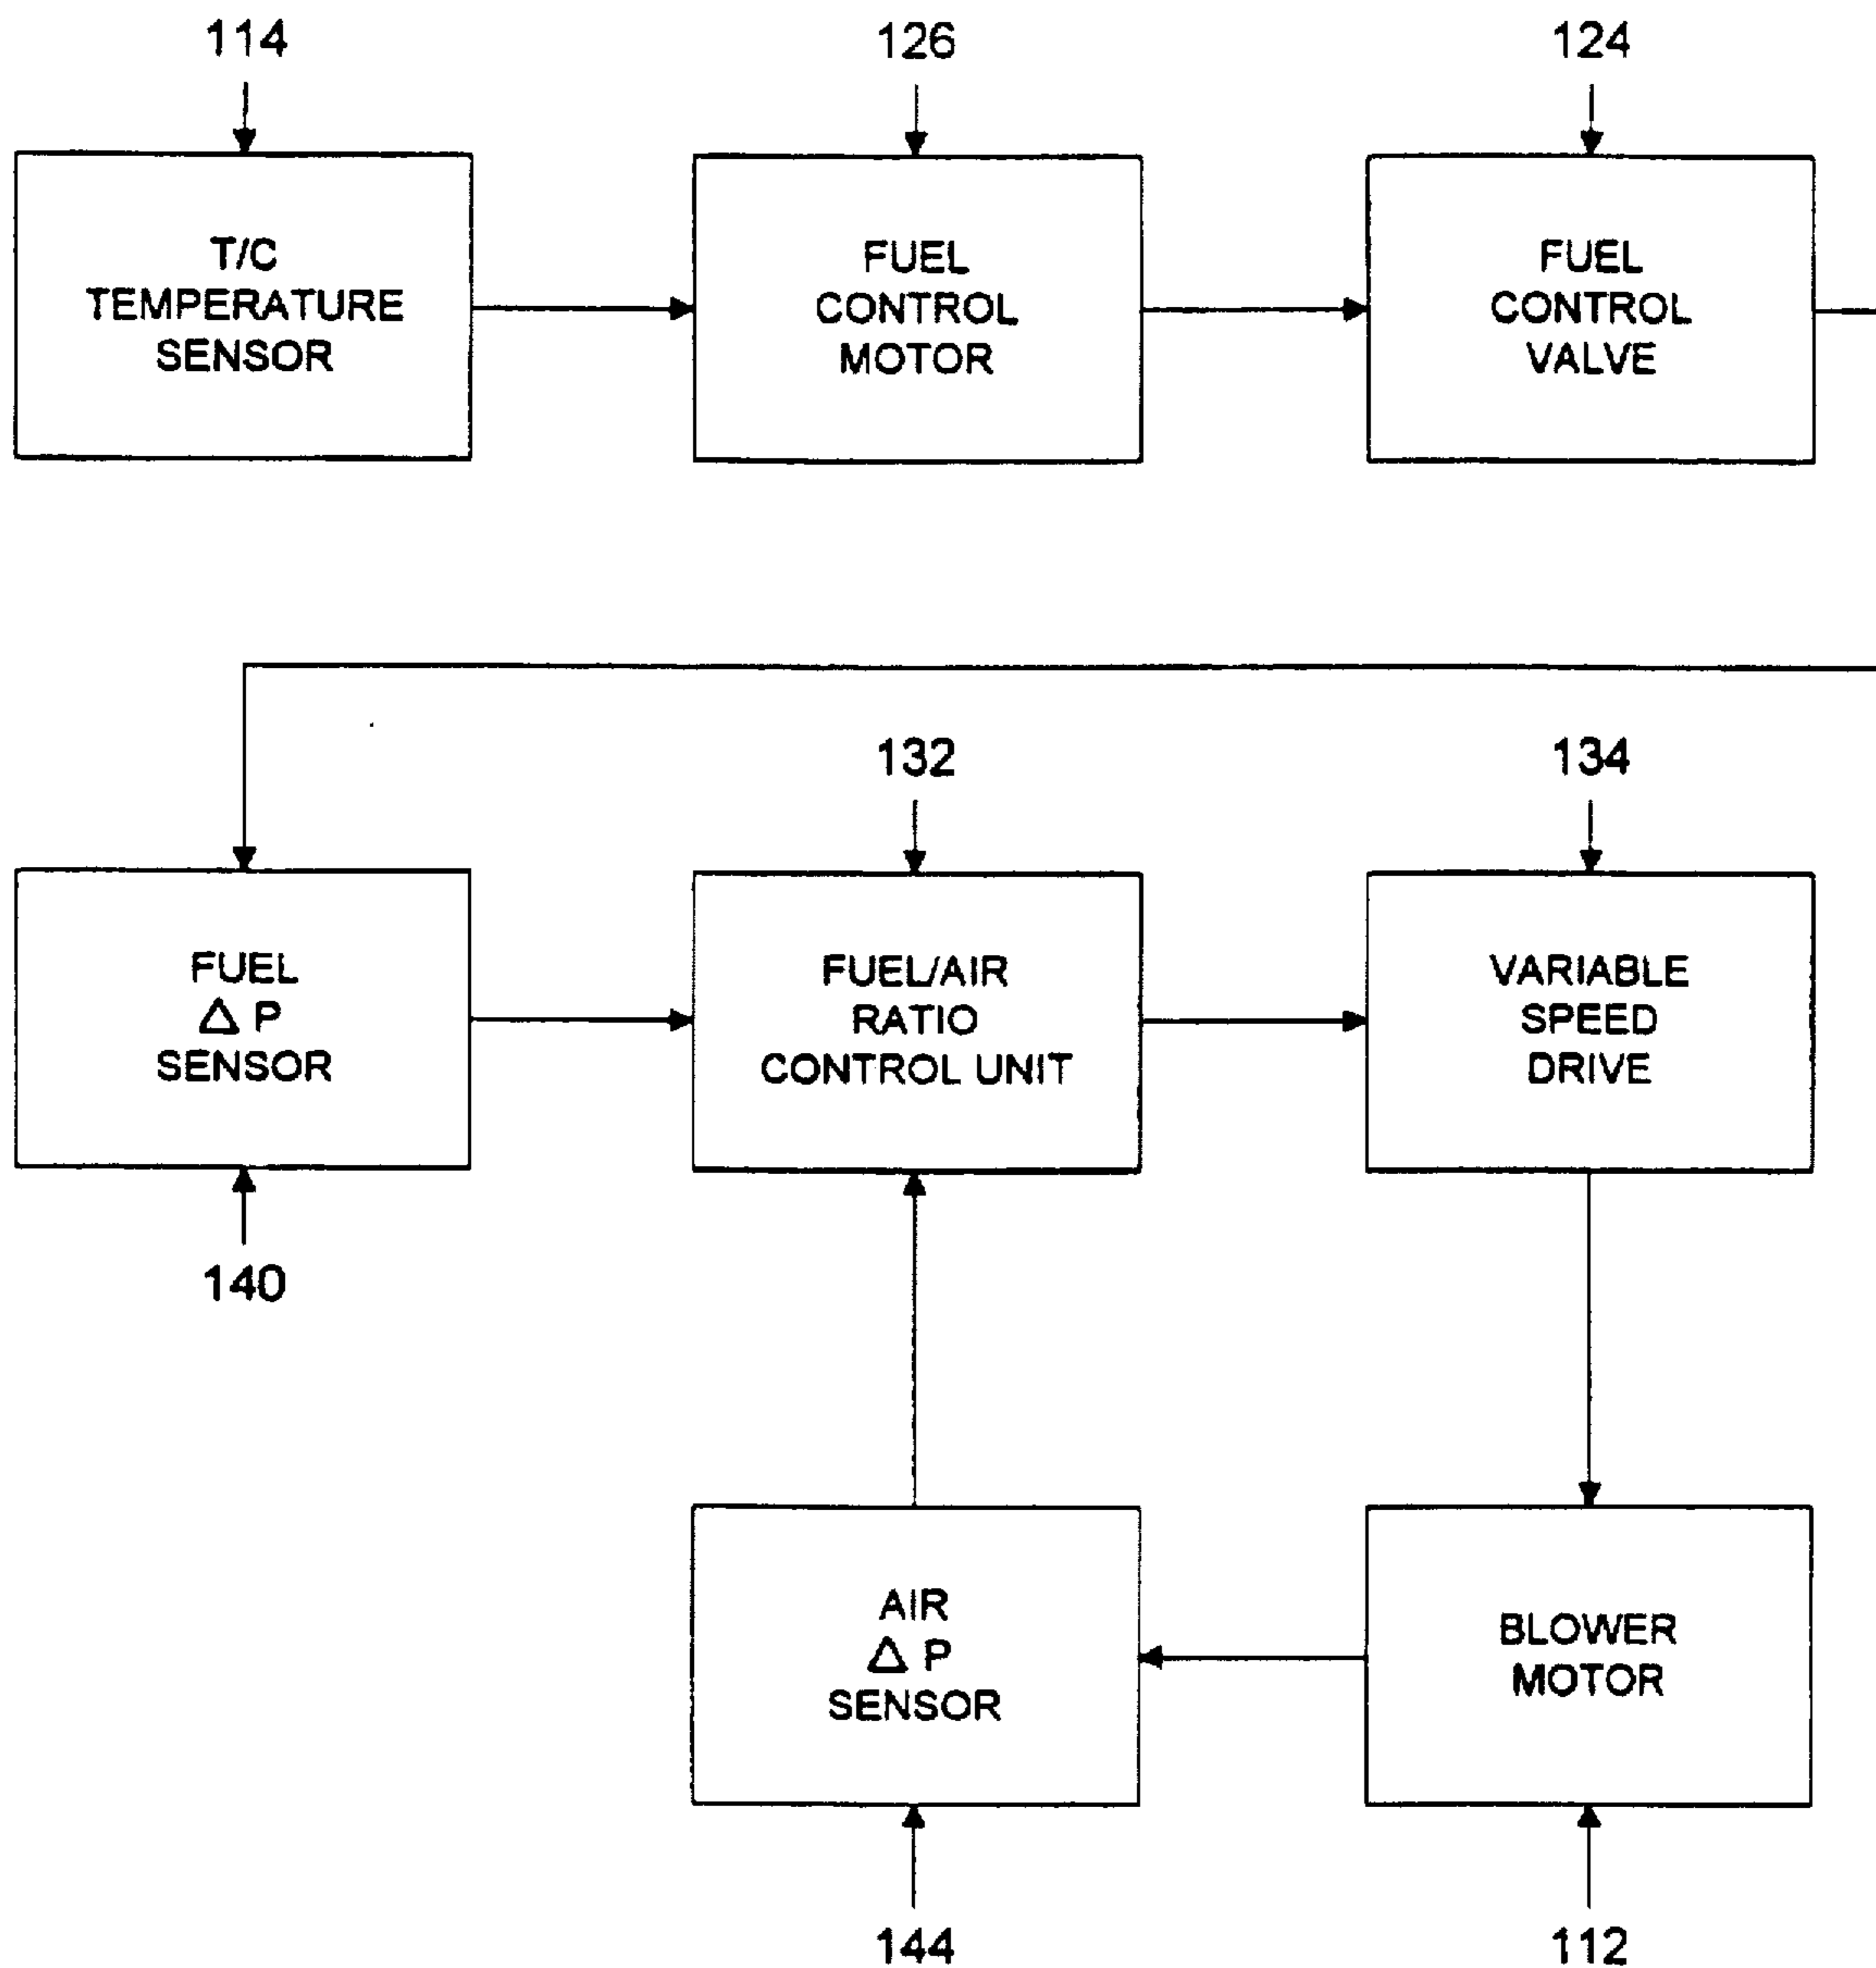 114
126
124
T/C
TEMPERATURE
SENSOR
FUEL
CONTROL
MOTOR
FUEL
CONTROL
VALVE
132
134
FUEL
Δ P
SENSOR
FUEL/AIR
RATIO
CONTROL UNIT
VARIABLE
SPEED
DRIVE
140
AIR
Δ P
SENSOR
BLOWER
MOTOR
144
112